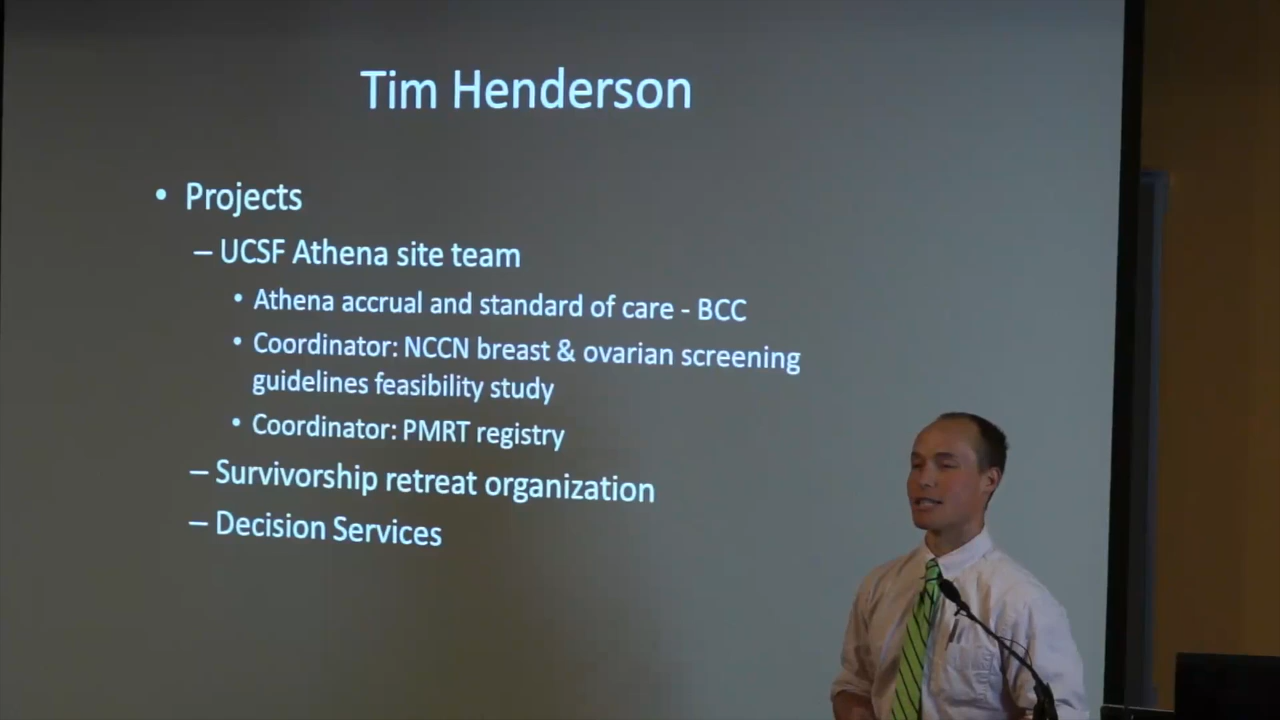 Tim Henderson
• Projects
– UCSF Athena site team
• Athena accrual and standard of care - BCC
• Coordinator: NCCN breast & ovarian screening
guidelines feasibility study
• Coordinator: PMRT registry
– Survivorship retreat organization
– Decision Services